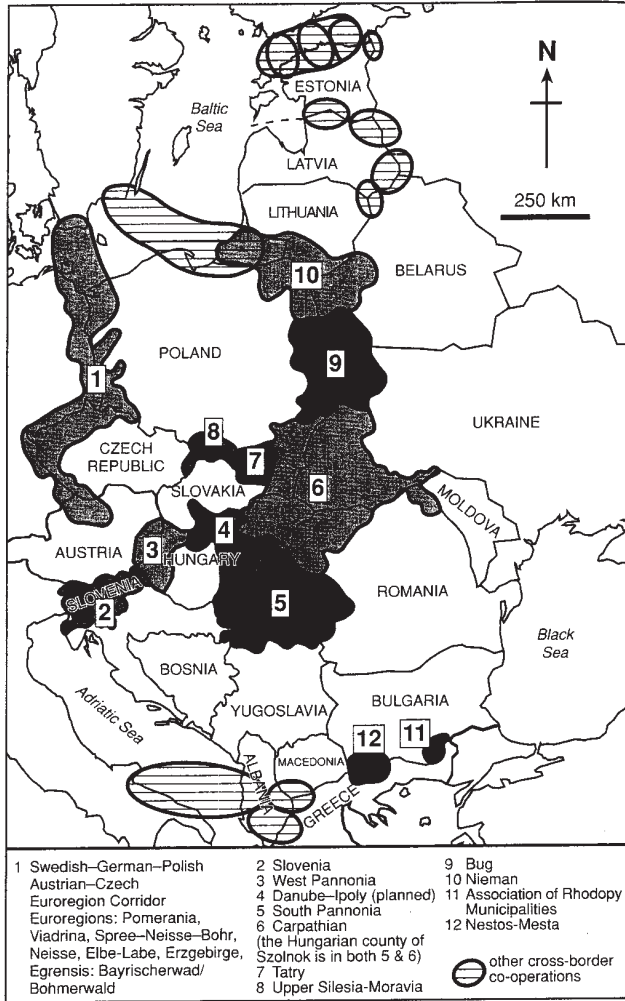 ESTONIA
N
Baltic
Sea
LATVIA
250 km
LITHUANIA
10
BELARUS
POLAND
9
1
UKRAINE
8
CZECH
REPUBLIC
7
6
SLOVAKIA
MOLDOVA
4
AUSTRIA
3
HUNGARY
SLOVENIA
2
5
ROMANIA
Black
Sea
BOSNIA
Adriatic Sea
YUGOSLAVIA
BULGARIA
12
11
MACEDONIA
ALBANIA
GREECE
1 Swedish–German–Polish
Austrian–Czech
Euroregion Corridor
Euroregions: Pomerania,
Viadrina, Spree–Neisse–Bohr,
Neisse, Elbe-Labe, Erzgebirge,
Egrensis: Bayrischerwad/
Bohmerwald
2 Slovenia
3 West Pannonia
4 Danube–Ipoly (planned)
5 South Pannonia
6 Carpathian
(the Hungarian county of
Szolnok is in both 5 & 6)
7 Tatry
8 Upper Silesia-Moravia
9 Bug
10 Nieman
11 Association of Rhodopy
Municipalities
12 Nestos-Mesta
other cross-border
co-operations